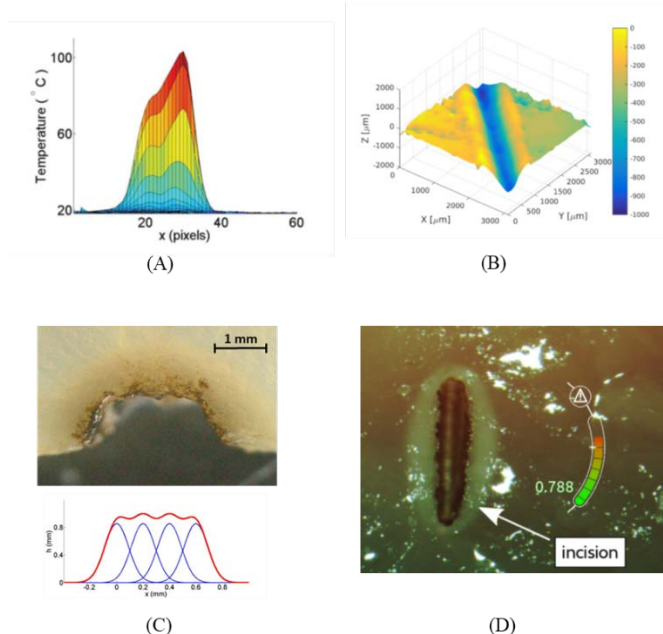 100
60
20
Temperature (°C)
20 40 60
x (pixels)
(A)
2000
1000
0
-1000
-2000
Z [μm]
0
1000
2000
3000
X [μm]
0
500
1000
1500
2000
2500
3000
Y [μm]
0
-100
-200
-300
-400
-500
-600
-700
-800
-900
-1000
(B)
1 mm
h (mm)
0.8
0.4
0
-0.2 0 0.2 0.4 0.6 0.8
x (mm)
(C)
0.788
incision
(D)